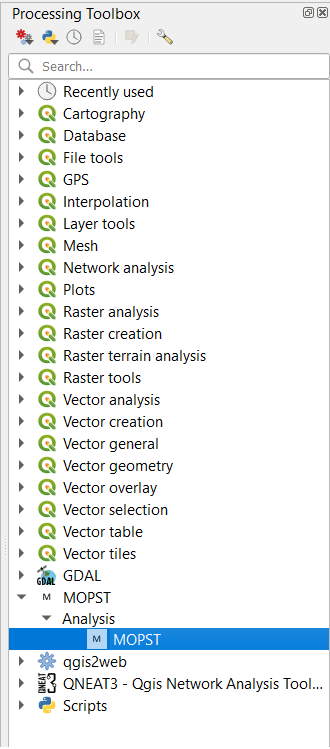 Processing Toolbox
Search...
Recently used
Cartography
Database
File tools
GPS
Interpolation
Layer tools
Mesh
Network analysis
Plots
Raster analysis
Raster creation
Raster terrain analysis
Raster tools
Vector analysis
Vector creation
Vector general
Vector geometry
Vector overlay
Vector selection
Vector table
Vector tiles
GDAL GDAL
M MOPST
Analysis
M MOPST
qgis2web
QNEAT3 QNEAT3 - Qgis Network Analysis Tool...
Scripts